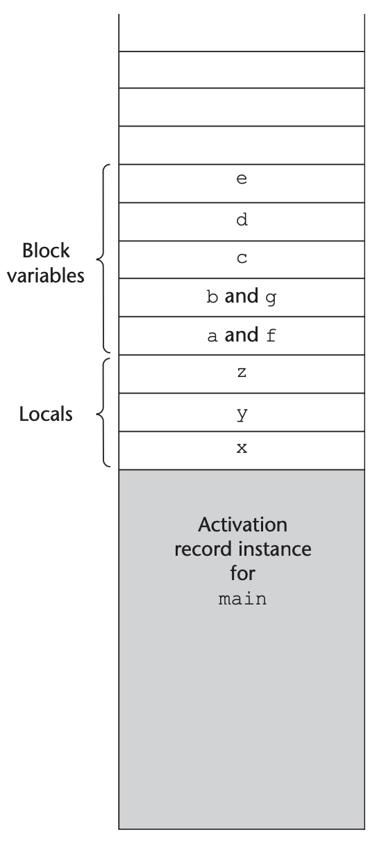 e
d
c
b and g
a and f
z
y
x
Block
variables
Locals
Activation
record instance
for
main